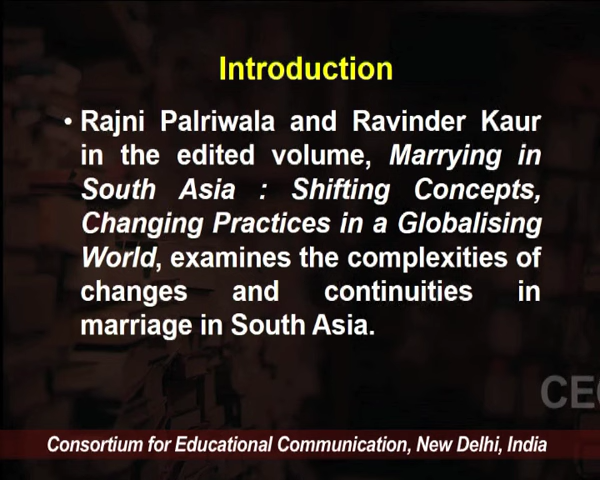 Introduction
• Rajni Palriwala and Ravinder Kaur
in the edited volume, Marrying in
South Asia : Shifting Concepts,
Changing Practices in a Globalising
World, examines the complexities of
changes and continuities in
marriage in South Asia.
Consortium for Educational Communication, New Delhi, India